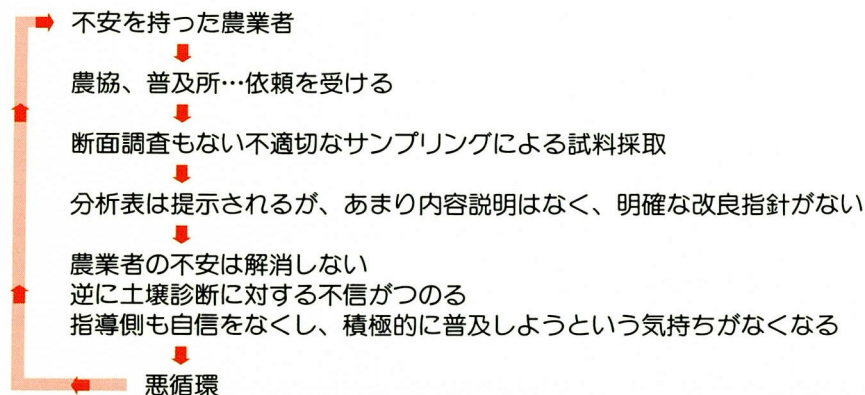 不安を持った農業者
農協、普及所…依頼を受ける
断面調査もない不適切なサンプリングによる試料採取
分析表は提示されるが、あまり内容説明はなく、明確な改良指針がない
農業者の不安は解消しない
逆に土壌診断に対する不信がつのる
指導側も自信をなくし、積極的に普及しようという気持ちがなくなる
悪循環